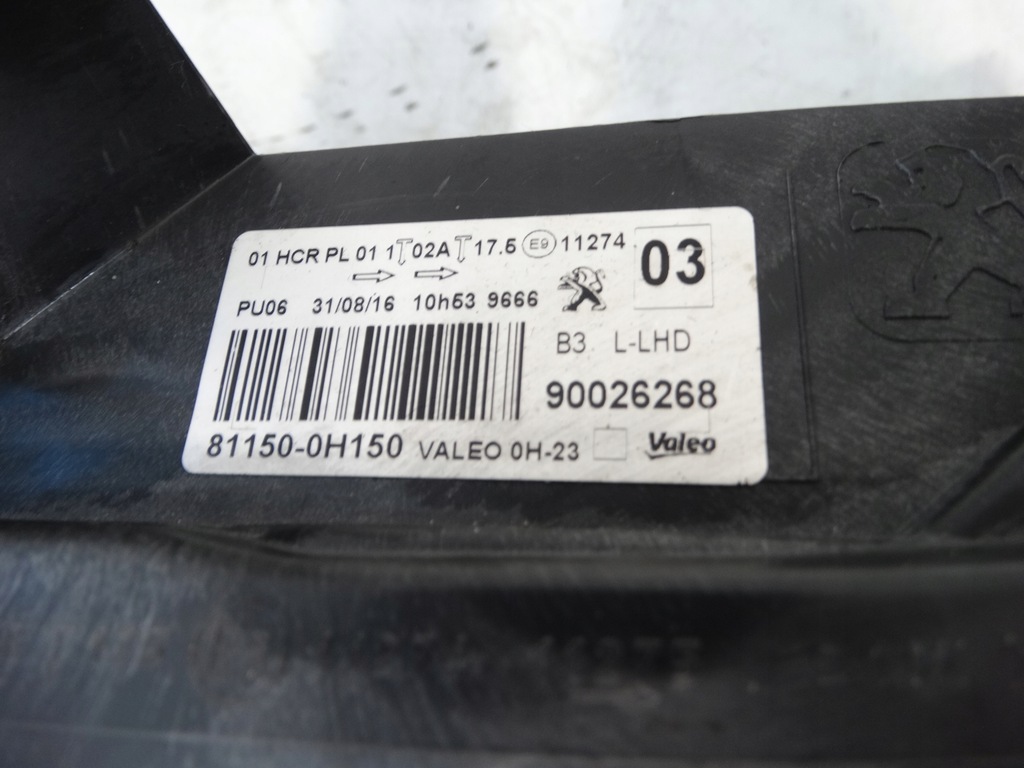 01 HCR PL 01 1 02A 17.5 E9 11274 03
PU06 31/08/16 10h53 9666
B3 L-LHD
90026268
81150-0H150 VALEO 0H-23 Valeo